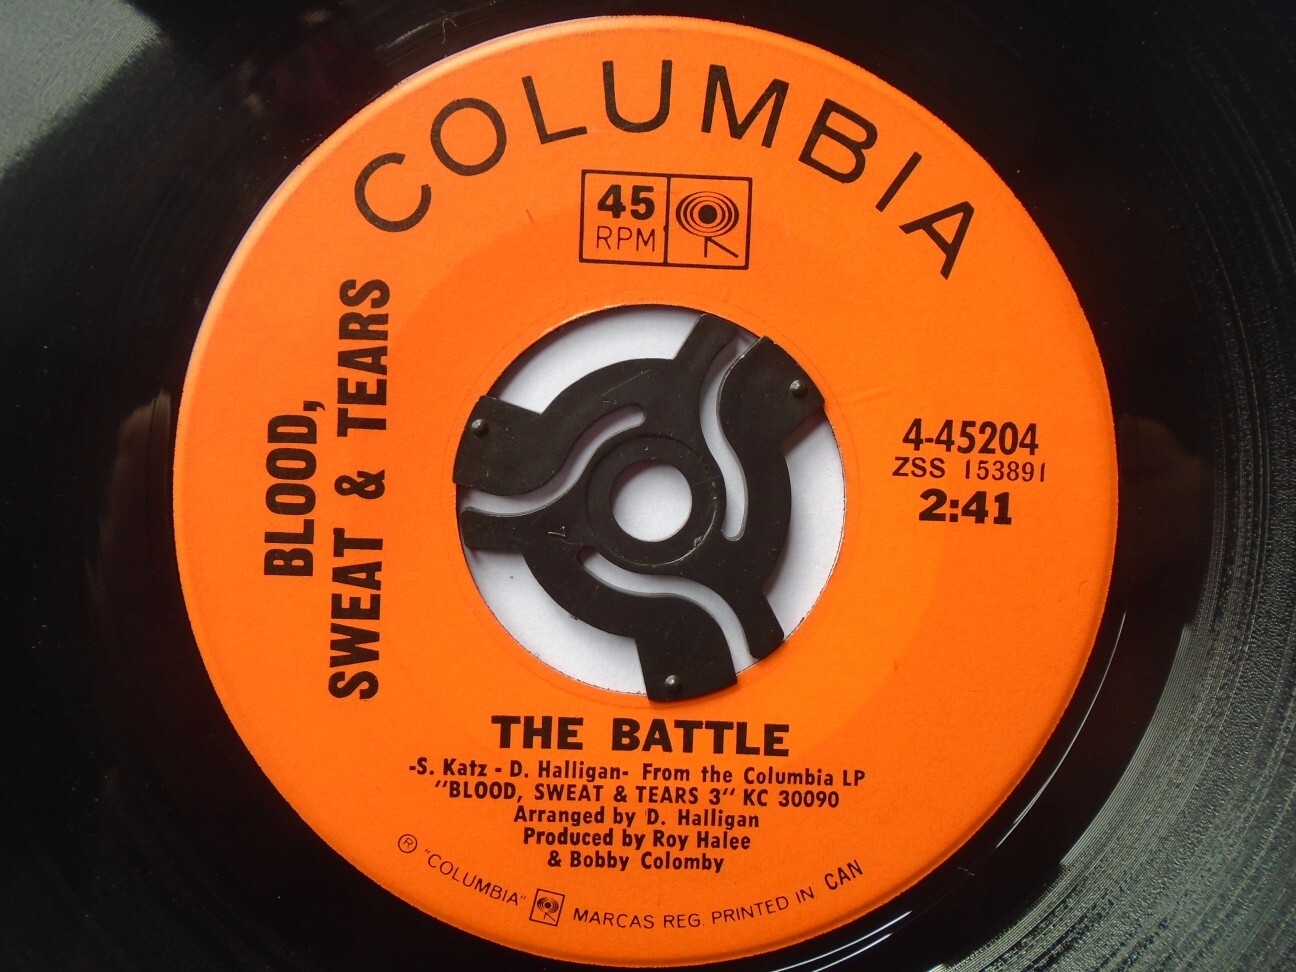 COLUMBIA
45
RPM
BLOOD,
SWEAT & TEARS
4-45204
ZSS 153891
2:41
7
THE BATTLE
-S. Katz - D. Halligan- From the Columbia LP
"BLOOD, SWEAT & TEARS 3" KC 30090
Arranged by D. Halligan
Produced by Roy Halee
& Bobby Colomby
® "COLUMBIA" MARCAS REG. PRINTED IN CAN